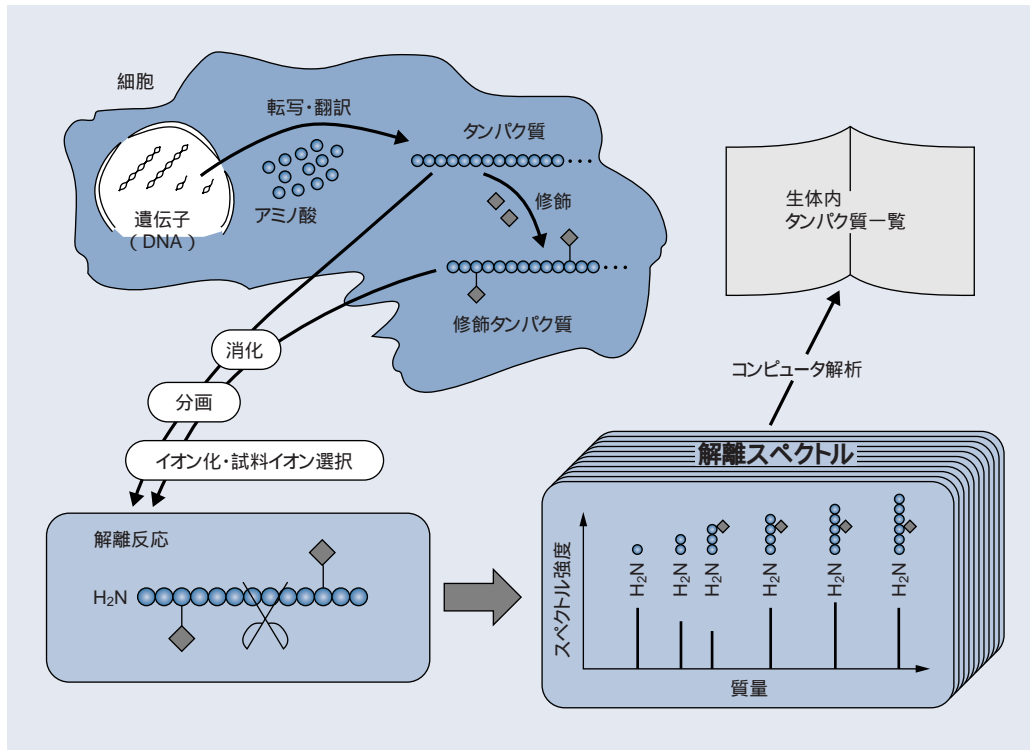 細胞
転写・翻訳
タンパク質
アミノ酸
遺伝子
（DNA）
修飾
修飾タンパク質
生体内
タンパク質一覧
消化
分画
イオン化・試料イオン選択
コンピュータ解析
解離反応
H₂N
解離スペクトル
スペクトル強度
H₂N
H₂N
H₂N
H₂N
H₂N
H₂N
質量